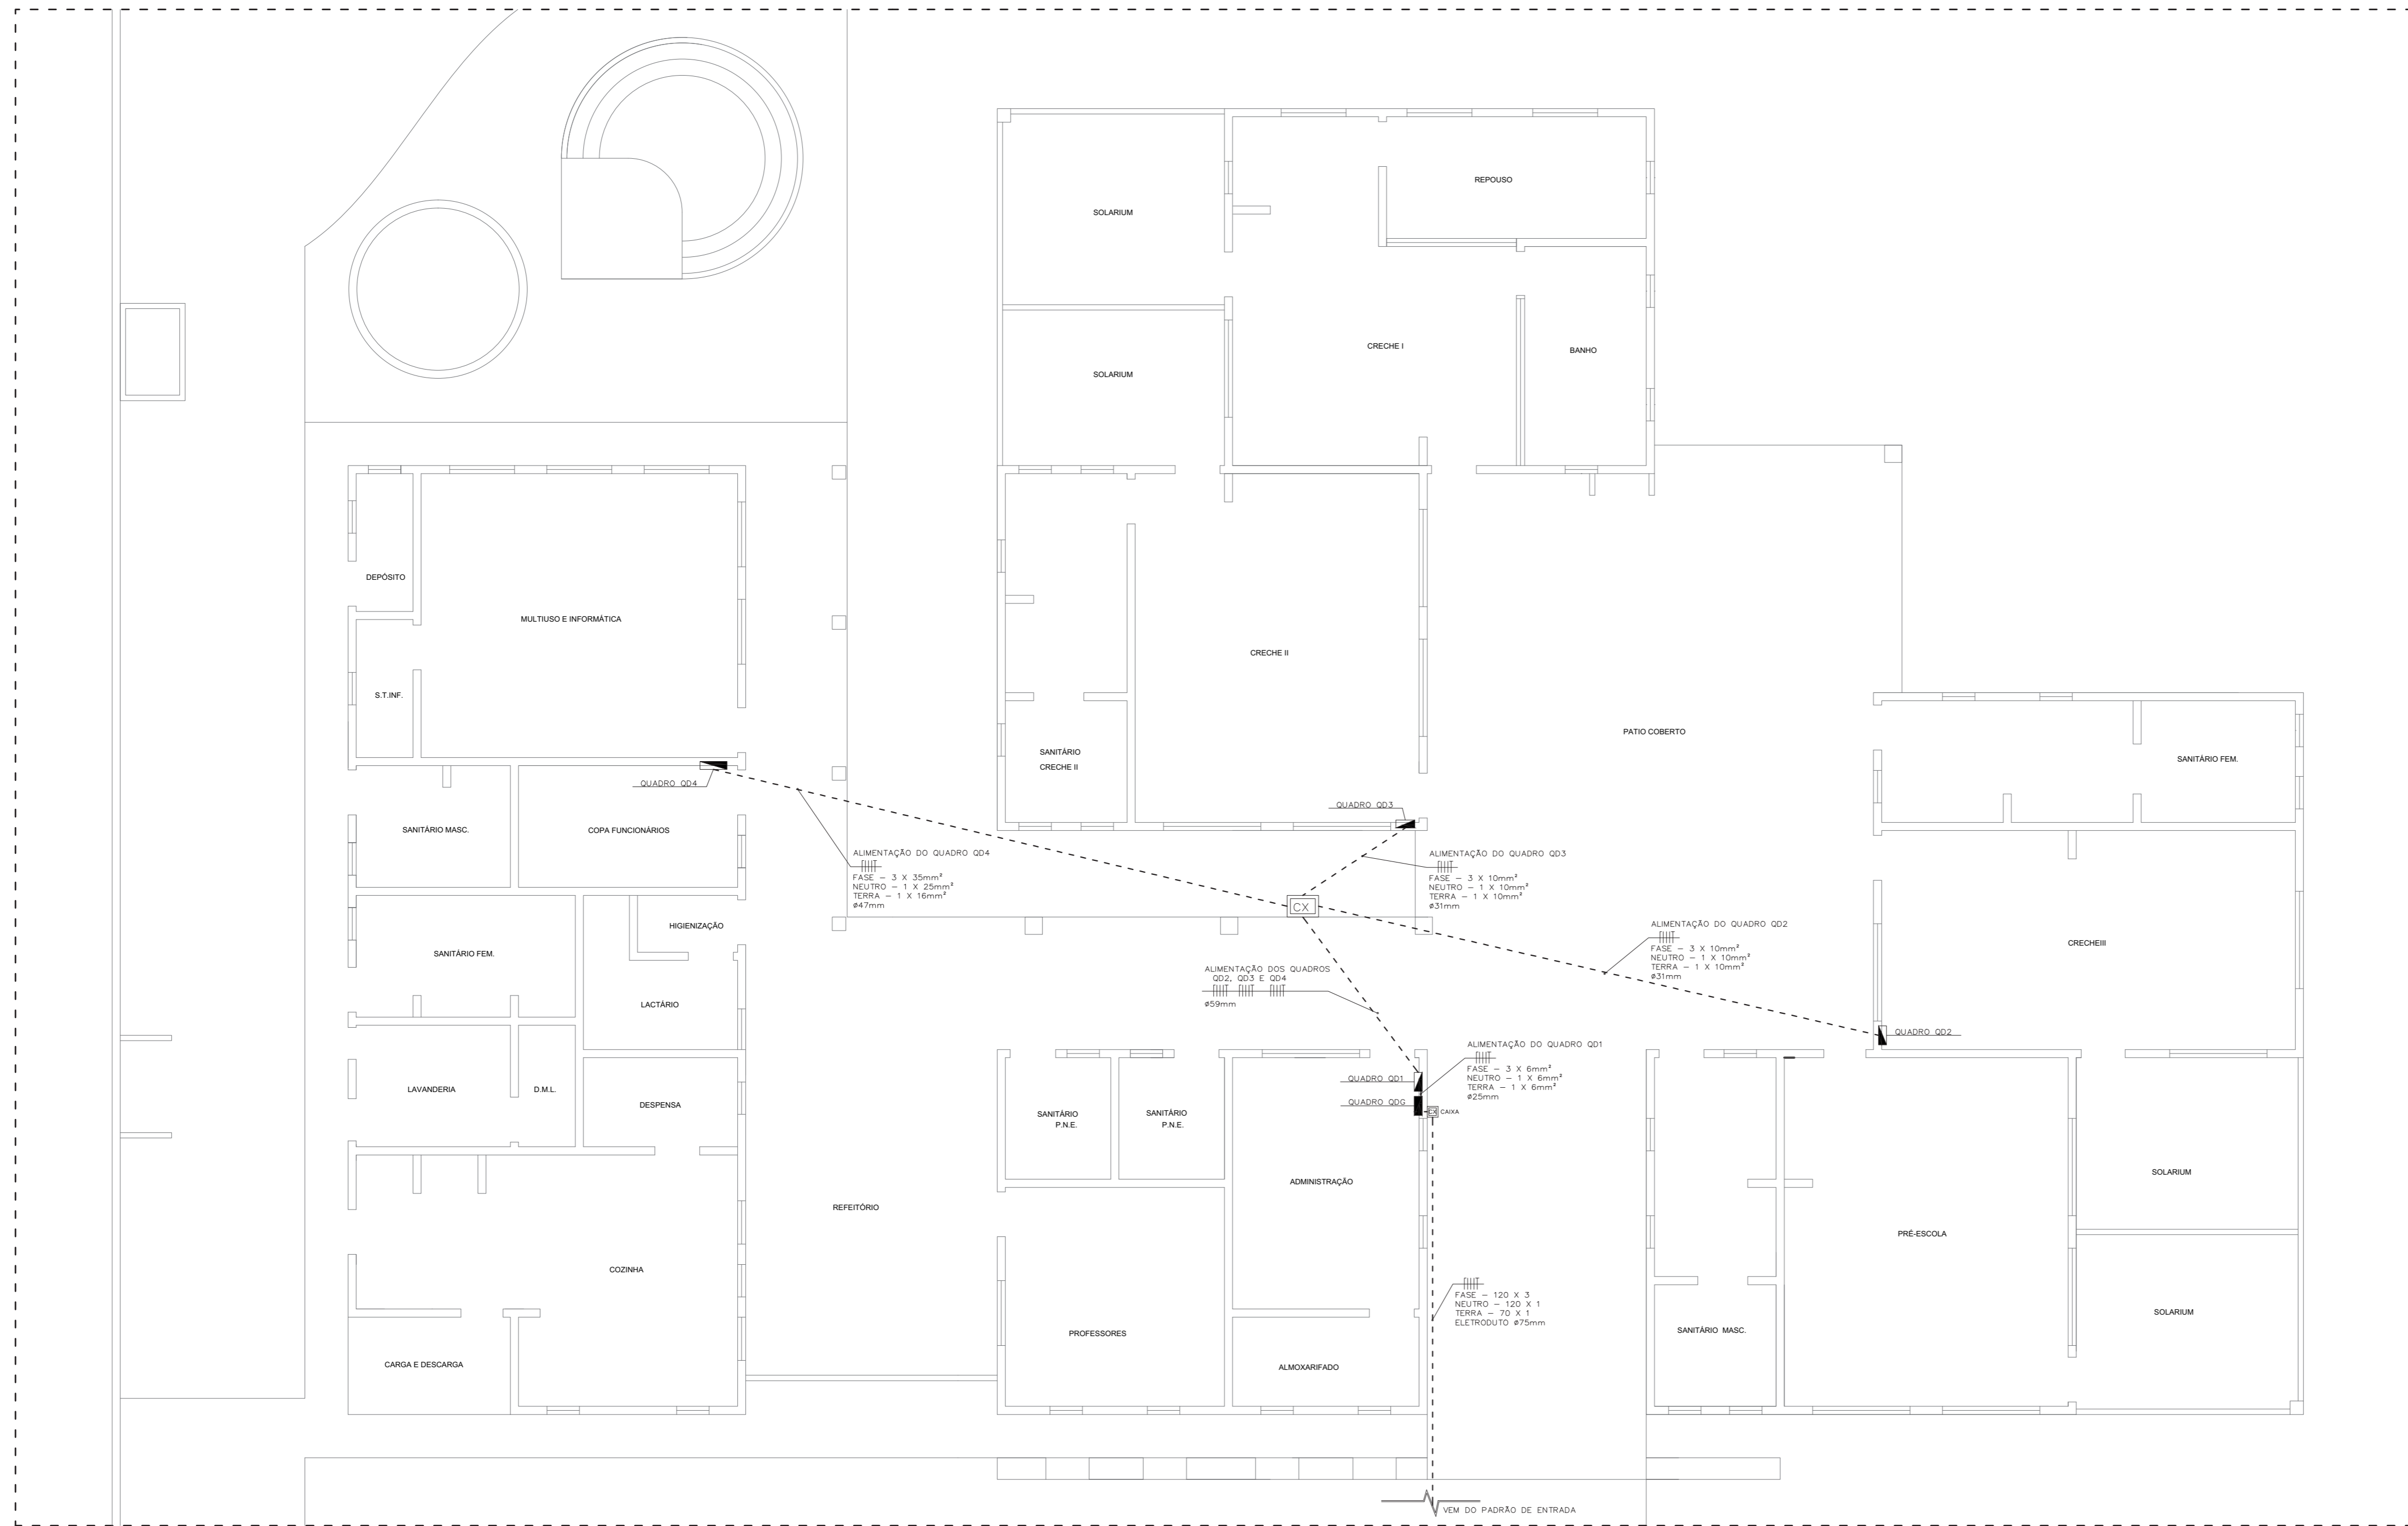 REPOUSO
SOLARIUM
CRECHE I
BANHO
SOLARIUM
DEPÓSITO
MULTIUSO E INFORMÁTICA
CRECHE II
S.T.INF.
PATIO COBERTO
SANITÁRIO
CRECHE II
SANITÁRIO FEM.
QUADRO QD4
QUADRO QD3
SANITÁRIO MASC.
COPA FUNCIONÁRIOS
ALIMENTAÇÃO DO QUADRO QD4
FASE - 3 X 35mm²
NEUTRO - 1 X 25mm²
TERRA - 1 X 16mm²
ø47mm
ALIMENTAÇÃO DO QUADRO QD3
FASE - 3 X 10mm²
NEUTRO - 1 X 10mm²
TERRA - 1 X 10mm²
ø31mm
CX
HIGIENIZAÇÃO
ALIMENTAÇÃO DO QUADRO QD2
FASE - 3 X 10mm²
NEUTRO - 1 X 10mm²
TERRA - 1 X 10mm²
ø31mm
CRECHEIII
SANITÁRIO FEM.
ALIMENTAÇÃO DOS QUADROS
QD2, QD3 E QD4
ø59mm
LACTÁRIO
QUADRO QD2
ALIMENTAÇÃO DO QUADRO QD1
FASE - 3 X 6mm²
NEUTRO - 1 X 6mm²
TERRA - 1 X 6mm²
ø25mm
QUADRO QD1
QUADRO QDG
CX CAIXA
LAVANDERIA
D.M.L.
DESPENSA
SANITÁRIO
P.N.E.
SANITÁRIO
P.N.E.
ADMINISTRAÇÃO
SOLARIUM
REFEITÓRIO
PRÉ-ESCOLA
COZINHA
FASE - 120 X 3
NEUTRO - 120 X 1
TERRA - 70 X 1
ELETRODUTO ø75mm
SOLARIUM
PROFESSORES
SANITÁRIO MASC.
CARGA E DESCARGA
ALMOXARIFADO
VEM DO PADRÃO DE ENTRADA